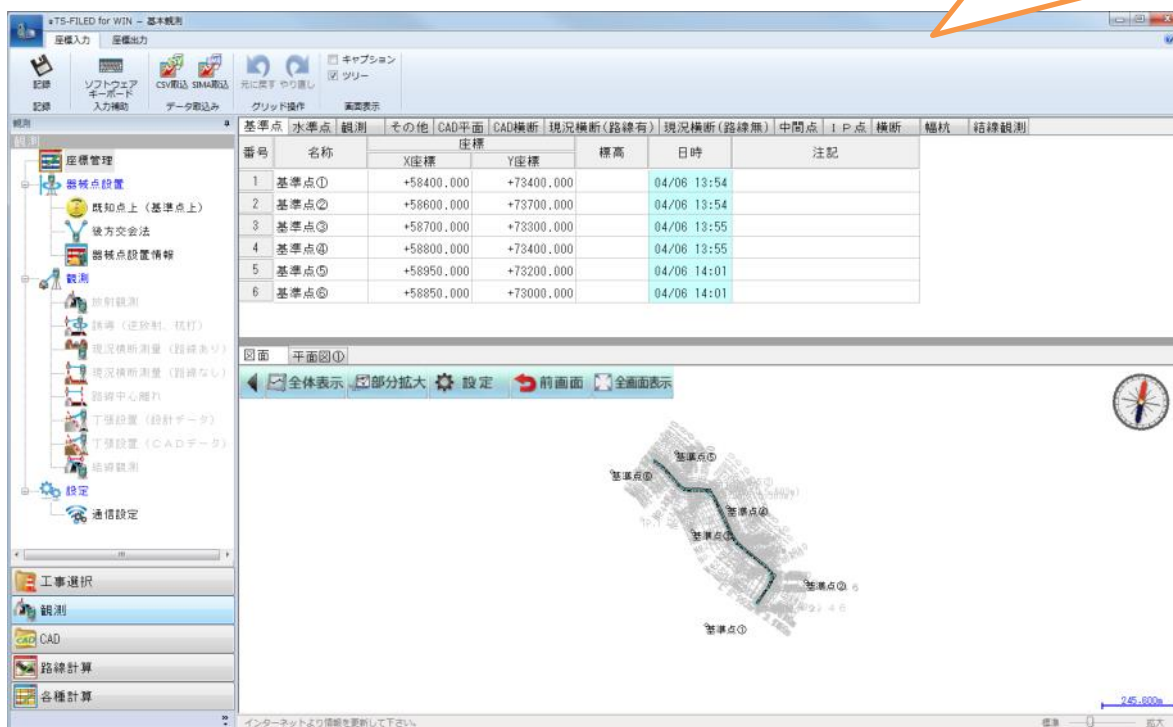 eTS-FILED for WIN － 基本観測
座標入力 座標出力
記録 ソフトウェア キーボード CSV取込 SIMA取込 元に戻す やり直し キャプション ツリー
記録 入力補助 データ取込み グリッド操作 画面表示
観測
座標管理
器械点設置
既知点上（基準点上）
後方交会法
器械点設置情報
観測
放射観測
誘導（逆放射、杭打）
現況横断測量（路線あり）
現況横断測量（路線なし）
路線中心離れ
丁張設置（設計データ）
丁張設置（CADデータ）
結線観測
設定
通信設定
工事選択
観測
CAD
路線計算
各種計算
基準点 水準点 観測 その他 CAD平面 CAD横断 現況横断(路線有) 現況横断(路線無) 中間点 ＩＰ点 横断 幅杭 結線観測
番号 名称 座標 標高 日時 注記
X座標 Y座標
1 基準点① +58400.000 +73400.000 04/06 13:54
2 基準点② +58600.000 +73700.000 04/06 13:54
3 基準点③ +58700.000 +73300.000 04/06 13:55
4 基準点④ +58800.000 +73400.000 04/06 13:55
5 基準点⑤ +58950.000 +73200.000 04/06 14:01
6 基準点⑥ +58850.000 +73000.000 04/06 14:01
図面 平面図①
全体表示 部分拡大 設定 前画面 全画面表示
基準点⑤
基準点⑥
基準点④
基準点②
基準点①
245.600m
インターネットより情報を更新して下さい。 標準 拡大